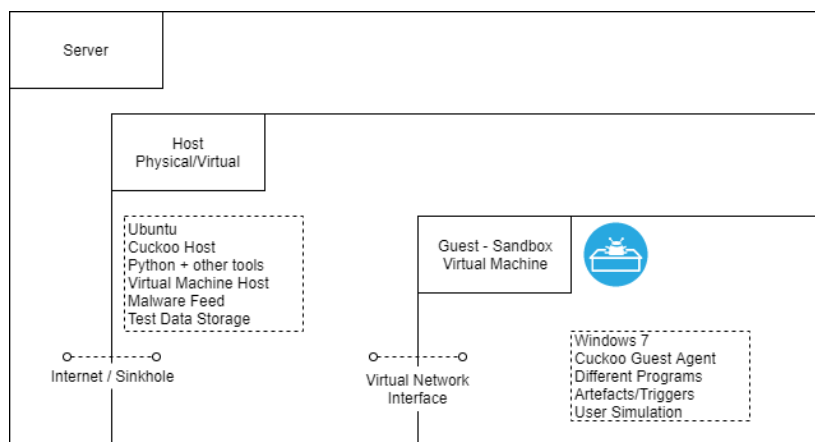 Server
Host
Physical/Virtual
Ubuntu
Cuckoo Host
Python + other tools
Virtual Machine Host
Malware Feed
Test Data Storage
Guest - Sandbox
Virtual Machine
Internet / Sinkhole
Virtual Network
Interface
Windows 7
Cuckoo Guest Agent
Different Programs
Artefacts/Triggers
User Simulation